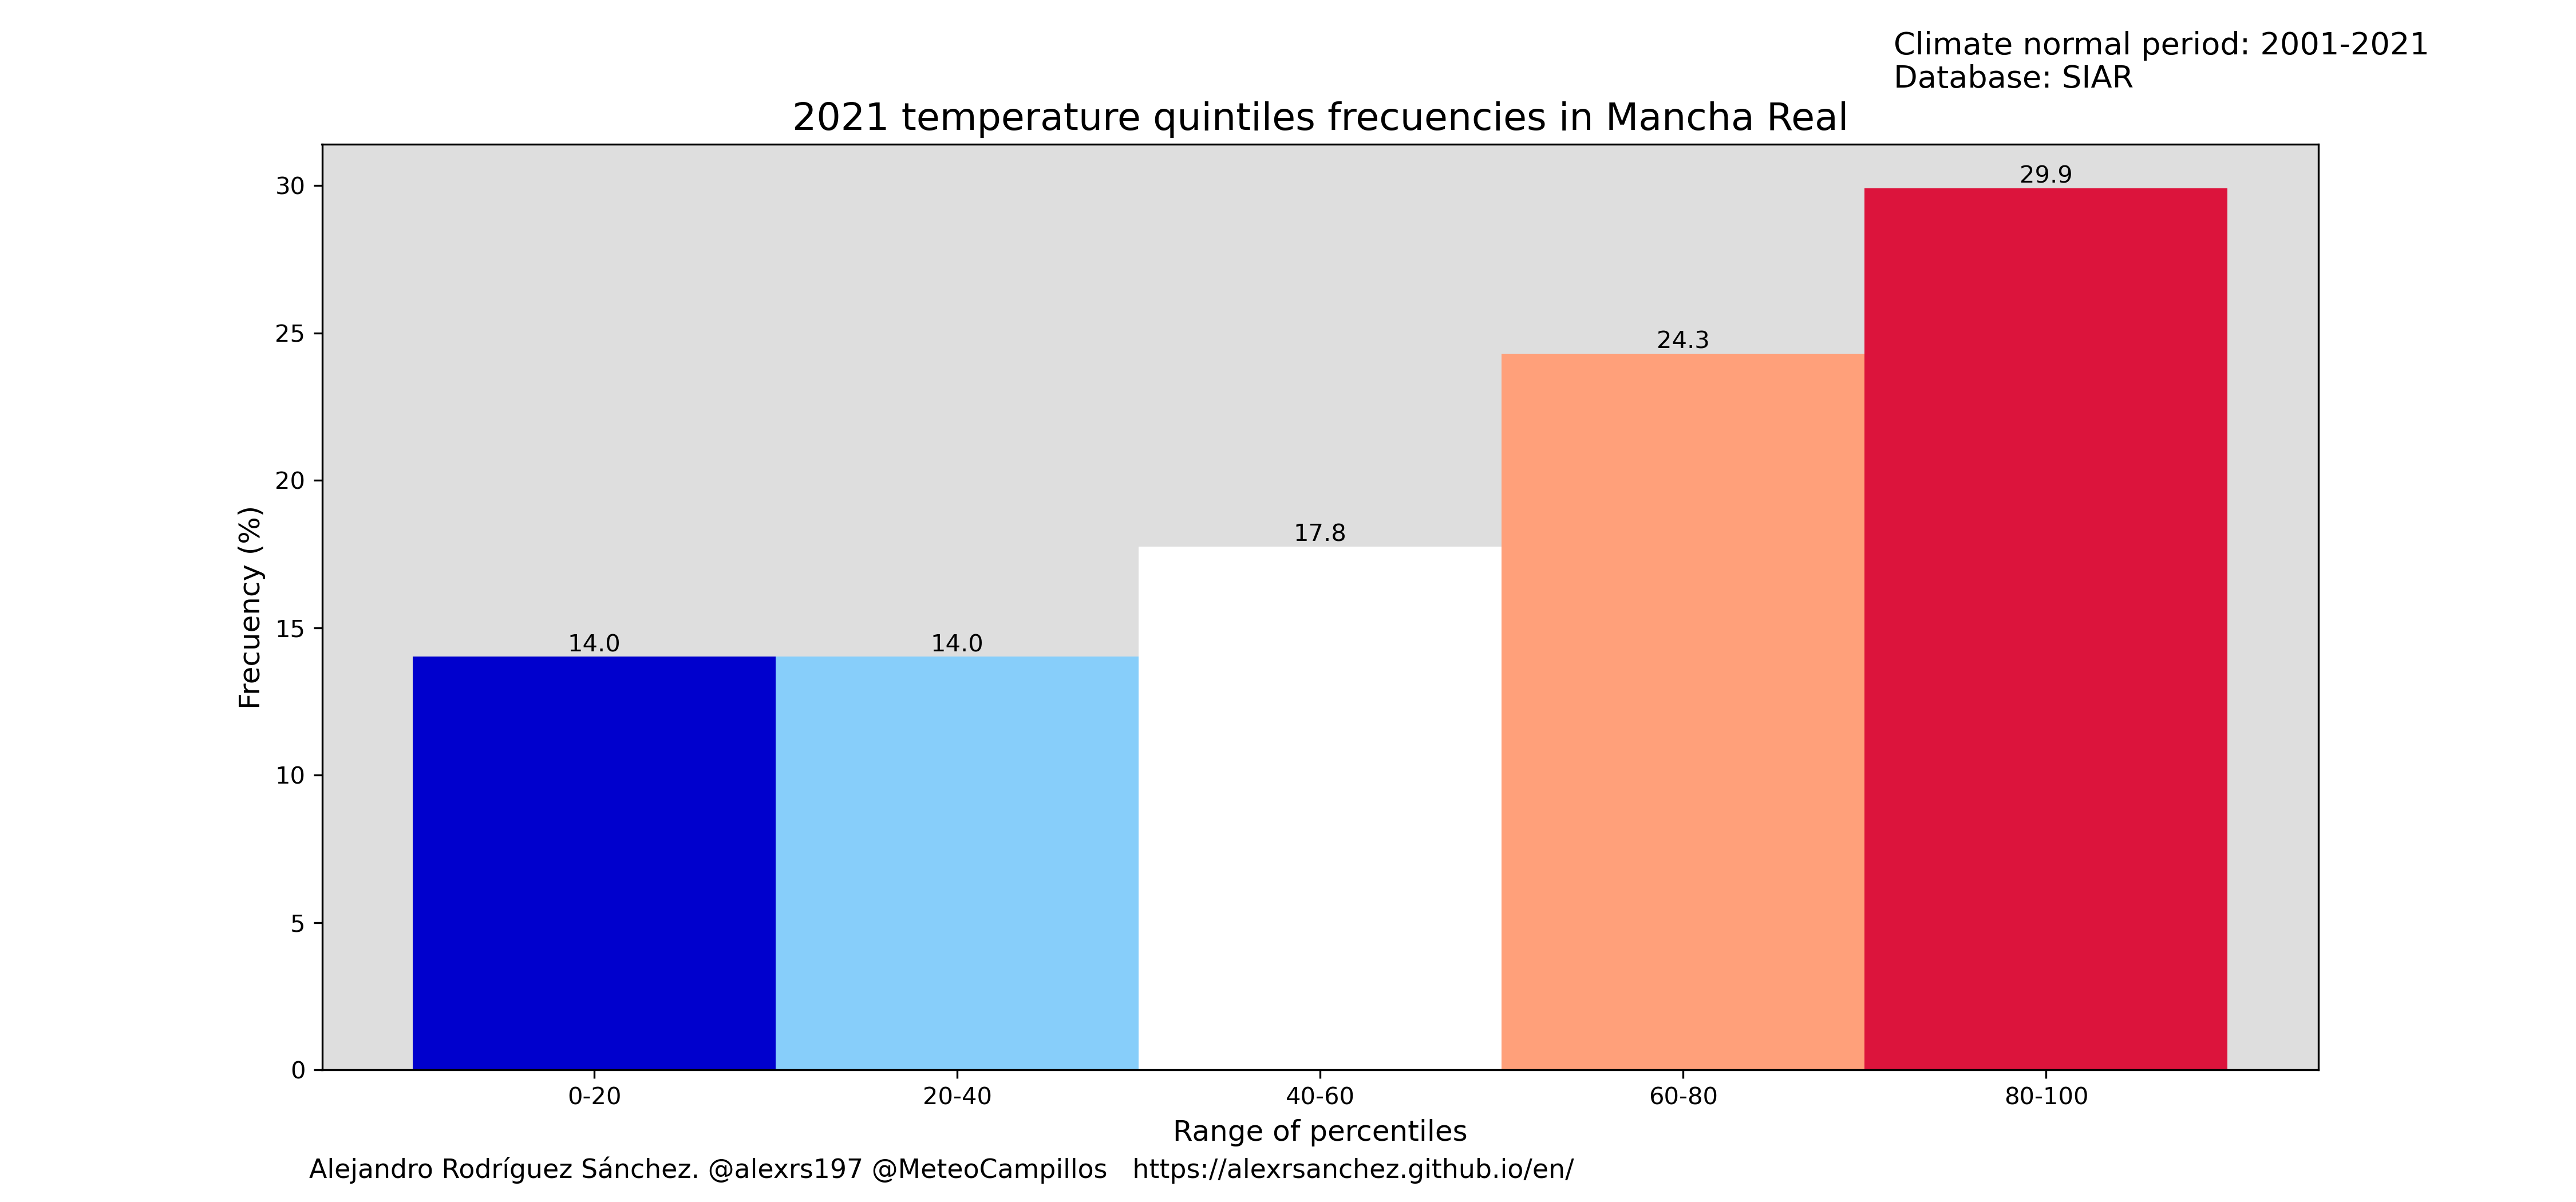 Climate normal period: 2001-2021
Database: SIAR
2021 temperature quintiles frecuencies in Mancha Real
29.9
30
24.3
25
20
17.8
Frecuency (%)
15
14.0
14.0
10
5
0
0-20
20-40
40-60
60-80
80-100
Range of percentiles
Alejandro Rodríguez Sánchez. @alexrs197 @MeteoCampillos   https://alexrsanchez.github.io/en/